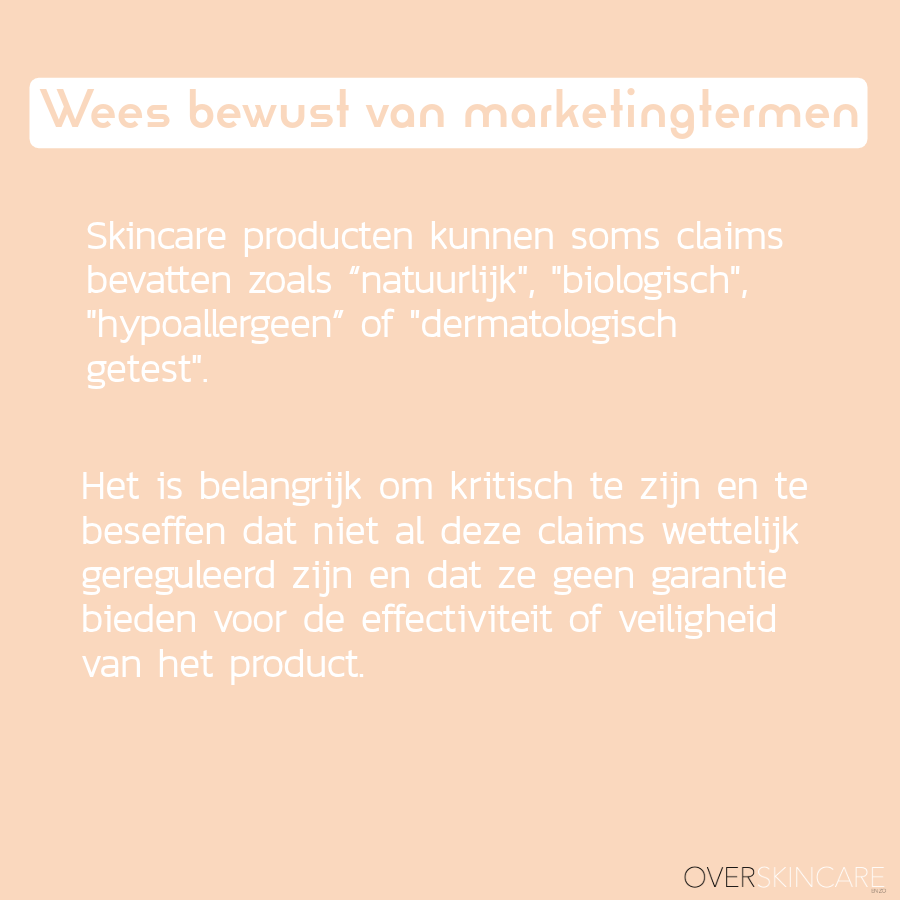 Wees bewust van marketingtermen
Skincare producten kunnen soms claims
bevatten zoals “natuurlijk", "biologisch",
"hypoallergeen” of "dermatologisch
getest".
Het is belangrijk om kritisch te zijn en te
beseffen dat niet al deze claims wettelijk
gereguleerd zijn en dat ze geen garantie
bieden voor de effectiviteit of veiligheid
van het product.
OVERSKINCARE
ENZO